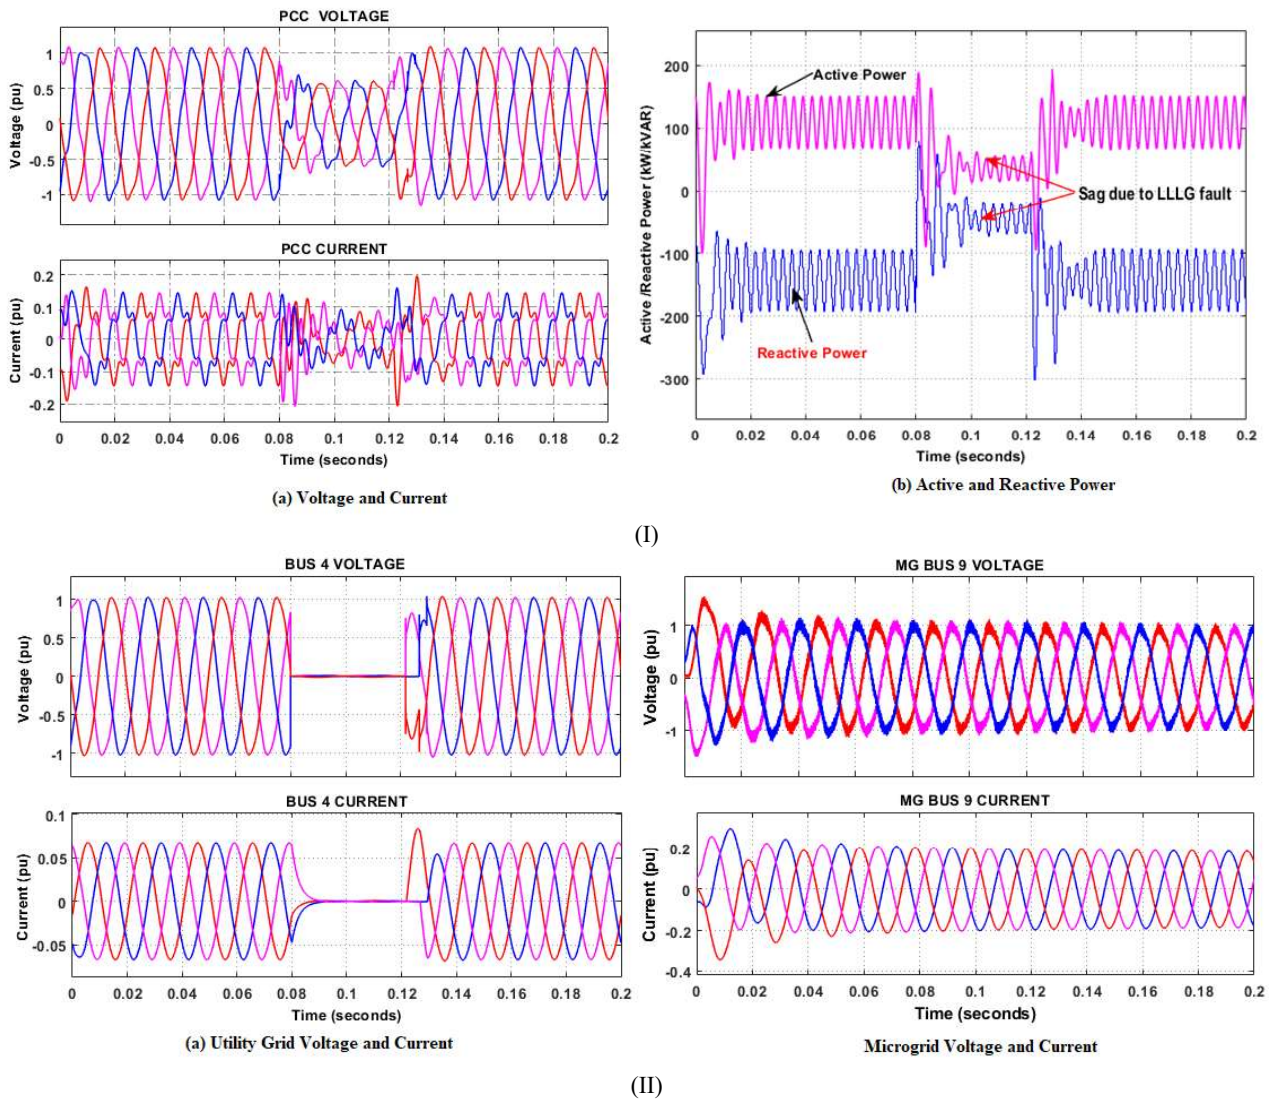 PCC VOLTAGE
Voltage (pu)
1
0.5
0
-0.5
-1
PCC CURRENT
Current (pu)
0.2
0.1
0
-0.1
-0.2
0 0.02 0.04 0.06 0.08 0.1 0.12 0.14 0.16 0.18 0.2
Time (seconds)
(a) Voltage and Current
Active /Reactive Power (kW/kVAR)
200
100
0
-100
-200
-300
Active Power
Sag due to LLLG fault
Reactive Power
0 0.02 0.04 0.06 0.08 0.1 0.12 0.14 0.16 0.18 0.2
Time (seconds)
(b) Active and Reactive Power
(I)
BUS 4 VOLTAGE
Voltage (pu)
1
0.5
0
-0.5
-1
BUS 4 CURRENT
Current (pu)
0.1
0.05
0
-0.05
0 0.02 0.04 0.06 0.08 0.1 0.12 0.14 0.16 0.18 0.2
Time (seconds)
(a) Utility Grid Voltage and Current
MG BUS 9 VOLTAGE
Voltage (pu)
1
0
-1
MG BUS 9 CURRENT
Current (pu)
0.2
0
-0.2
-0.4
0 0.02 0.04 0.06 0.08 0.1 0.12 0.14 0.16 0.18 0.2
Time (seconds)
Microgrid Voltage and Current
(II)